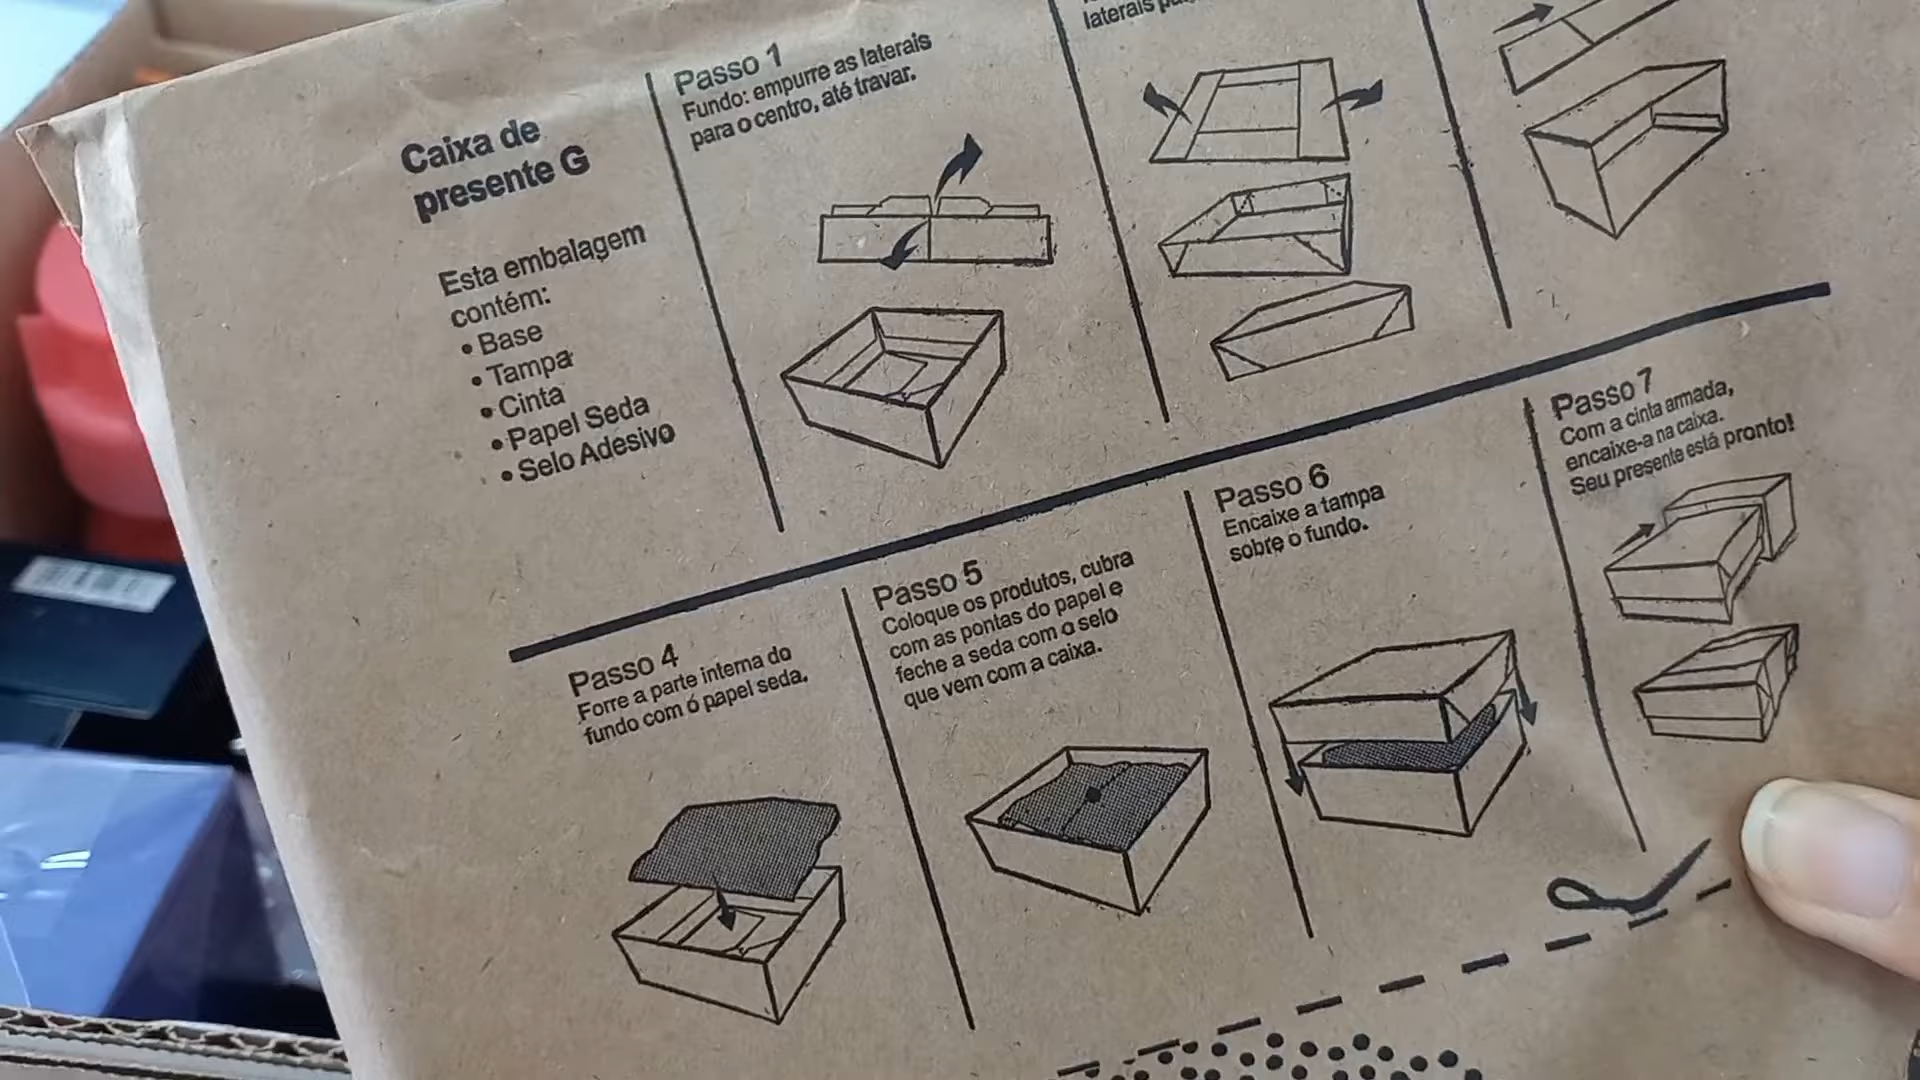 Caixa de
presente G
Esta embalagem
contém:
• Base
• Tampa
• Cinta
• Papel Seda
• Selo Adesivo
Passo 1
Fundo: empurre as laterais
para o centro, até travar.
laterais
Passo 4
Forre a parte interna do
fundo com o papel seda.
Passo 5
Coloque os produtos, cubra
com as pontas do papel e
feche a seda com o selo
que vem com a caixa.
Passo 6
Encaixe a tampa
sobre o fundo.
Passo 7
Com a cinta armada,
encaixe-a na caixa.
Seu presente está pronto!